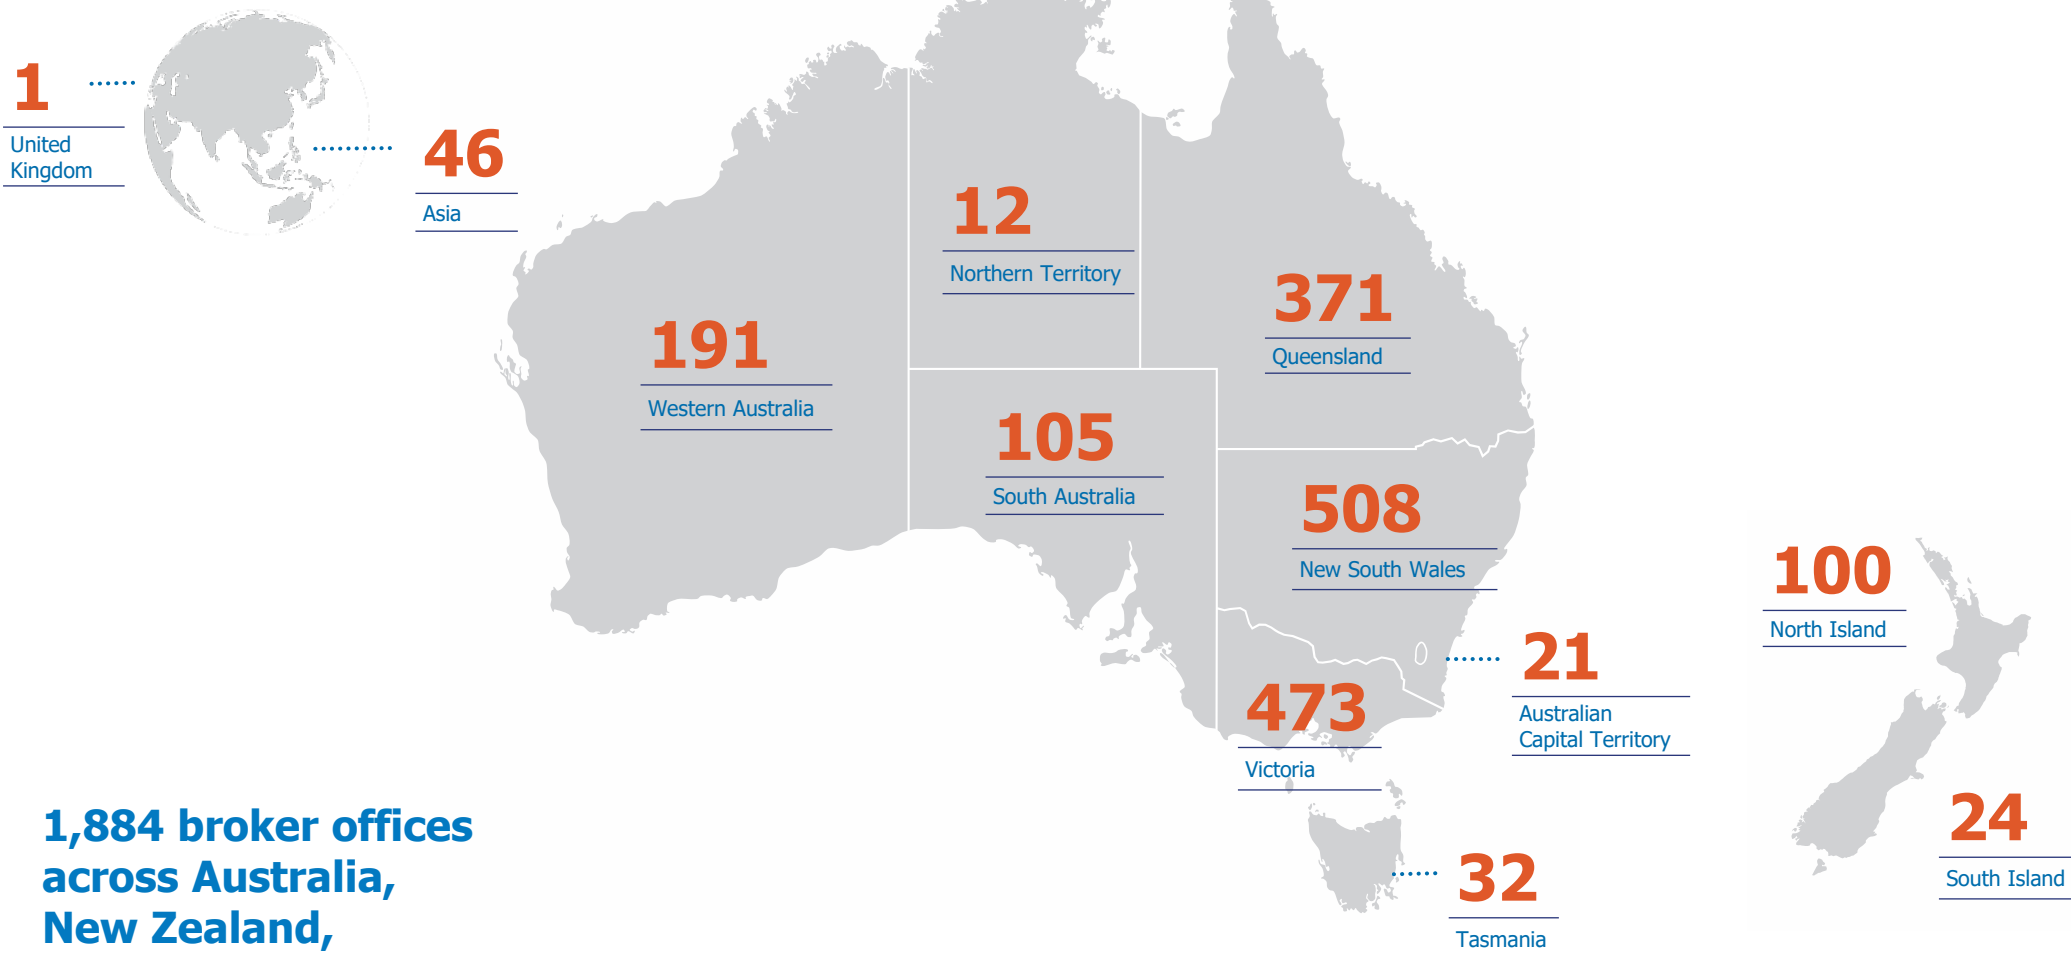 1
United
Kingdom
46
Asia
12
Northern Territory
371
Queensland
191
Western Australia
105
South Australia
508
New South Wales
100
North Island
21
Australian
Capital Territory
473
Victoria
24
South Island
32
Tasmania
1,884 broker offices
across Australia,
New Zealand,